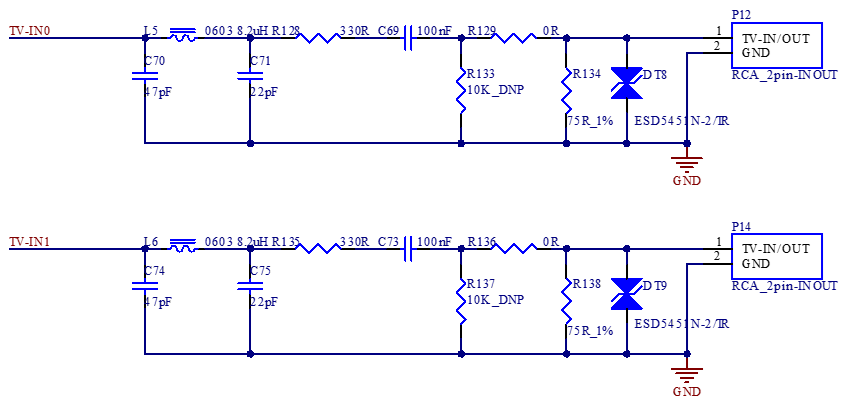 P12
TV-IN0 L5 0603 8.2uH R128 330R C69 100nF R129 0R 1 TV-IN/OUT
2 GND
C70 C71 R133 R134 DT8 RCA_2pin-INOUT
47pF 22pF 10K_DNP
75R_1% ESD5451N-2/TR
GND
P14
TV-IN1 L6 0603 8.2uH R135 330R C73 100nF R136 0R 1 TV-IN/OUT
2 GND
C74 C75 R137 R138 DT9 RCA_2pin-INOUT
47pF 22pF 10K_DNP
75R_1% ESD5451N-2/TR
GND